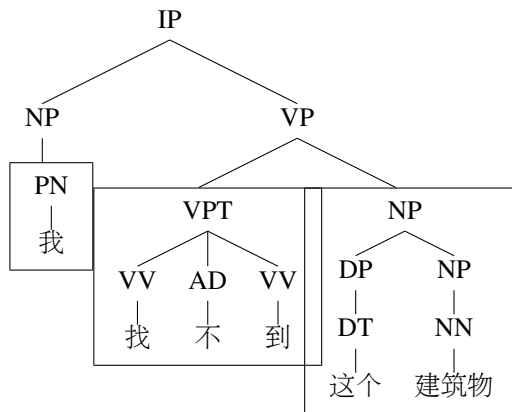 IP
NP VP
PN VPT NP
我 VV AD VV DP NP
找 不 到 DT NN
这个 建筑物